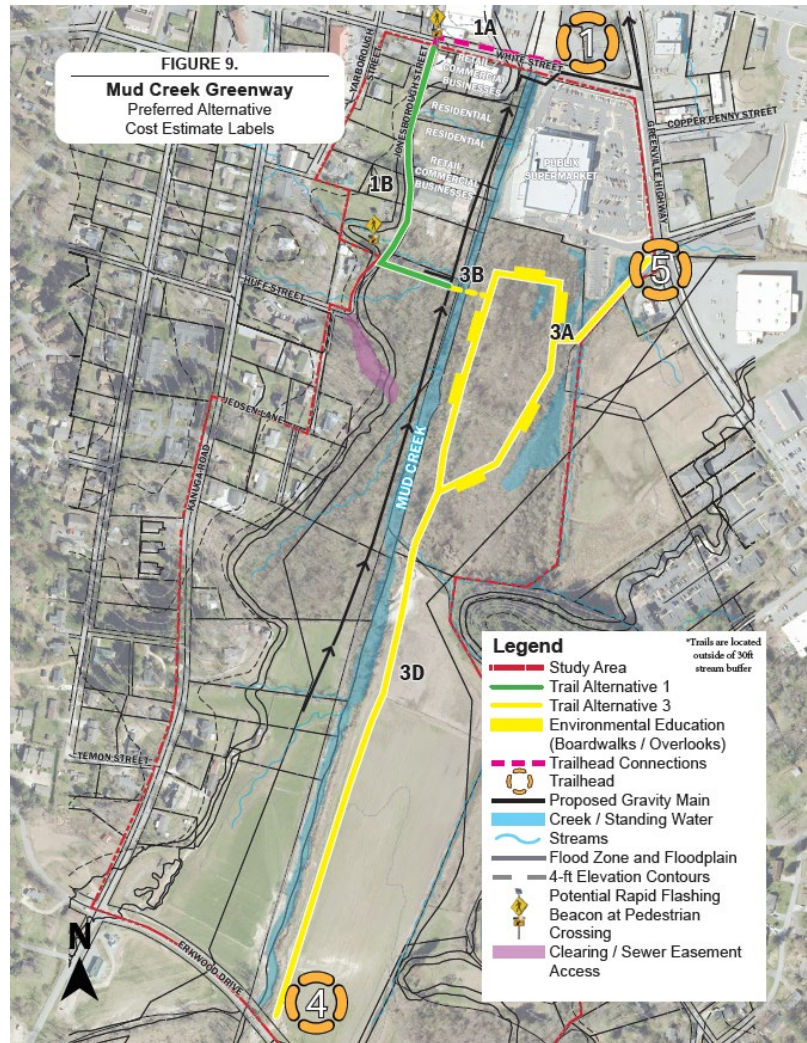 FIGURE 9.
Mud Creek Greenway
Preferred Alternative
Cost Estimate Labels
1A
1
WHITE STREET
YARBOROUGH STREET
JONESBOROUGH STREET
RETAIL
COMMERCIAL
BUSINESSES
RESIDENTIAL
RESIDENTIAL
RETAIL
COMMERCIAL
BUSINESSES
PUBLIX
SUPERMARKET
COPPER PENNY STREET
GREENVILLE HIGHWAY
1B
3B
5
HUFF STREET
3A
JEDSEN LANE
KANUGA ROAD
MUD CREEK
3D
TEMON STREET
ERKWOOD DRIVE
N
4
Legend
*Trails are located
outside of 30ft
stream buffer
Study Area
Trail Alternative 1
Trail Alternative 3
Environmental Education
(Boardwalks / Overlooks)
Trailhead Connections
Trailhead
Proposed Gravity Main
Creek / Standing Water
Streams
Flood Zone and Floodplain
4-ft Elevation Contours
Potential Rapid Flashing
Beacon at Pedestrian
Crossing
Clearing / Sewer Easement
Access